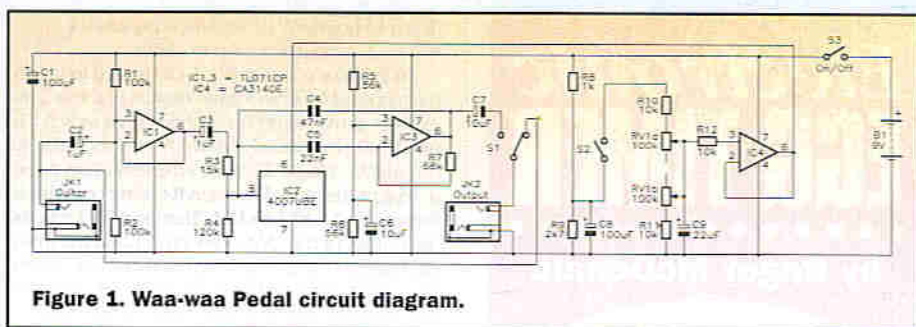 C1
100uF
R1
100k
IC1,3 = TL071CP
IC4 = CA3140E
C2
1uF
IC1
3
2
7
6
4
C3
1uF
R3
15k
R4
120k
R2
100k
JK1
Guitar
C4
47nF
C5
22nF
IC2
4007UBE
6
7
R5
56k
IC3
3
2
7
6
4
C7
10uF
S1
R7
68k
C6
10uF
JK2
Output
1k
S2
R9
2k7
C8
100uF
R10
10k
RV1a
100k
RV1b
100k
R11
10k
C9
22uF
R12
10k
IC4
3
2
7
6
4
S3
On/Off
B1
9V
Figure 1. Waa-waa Pedal circuit diagram.